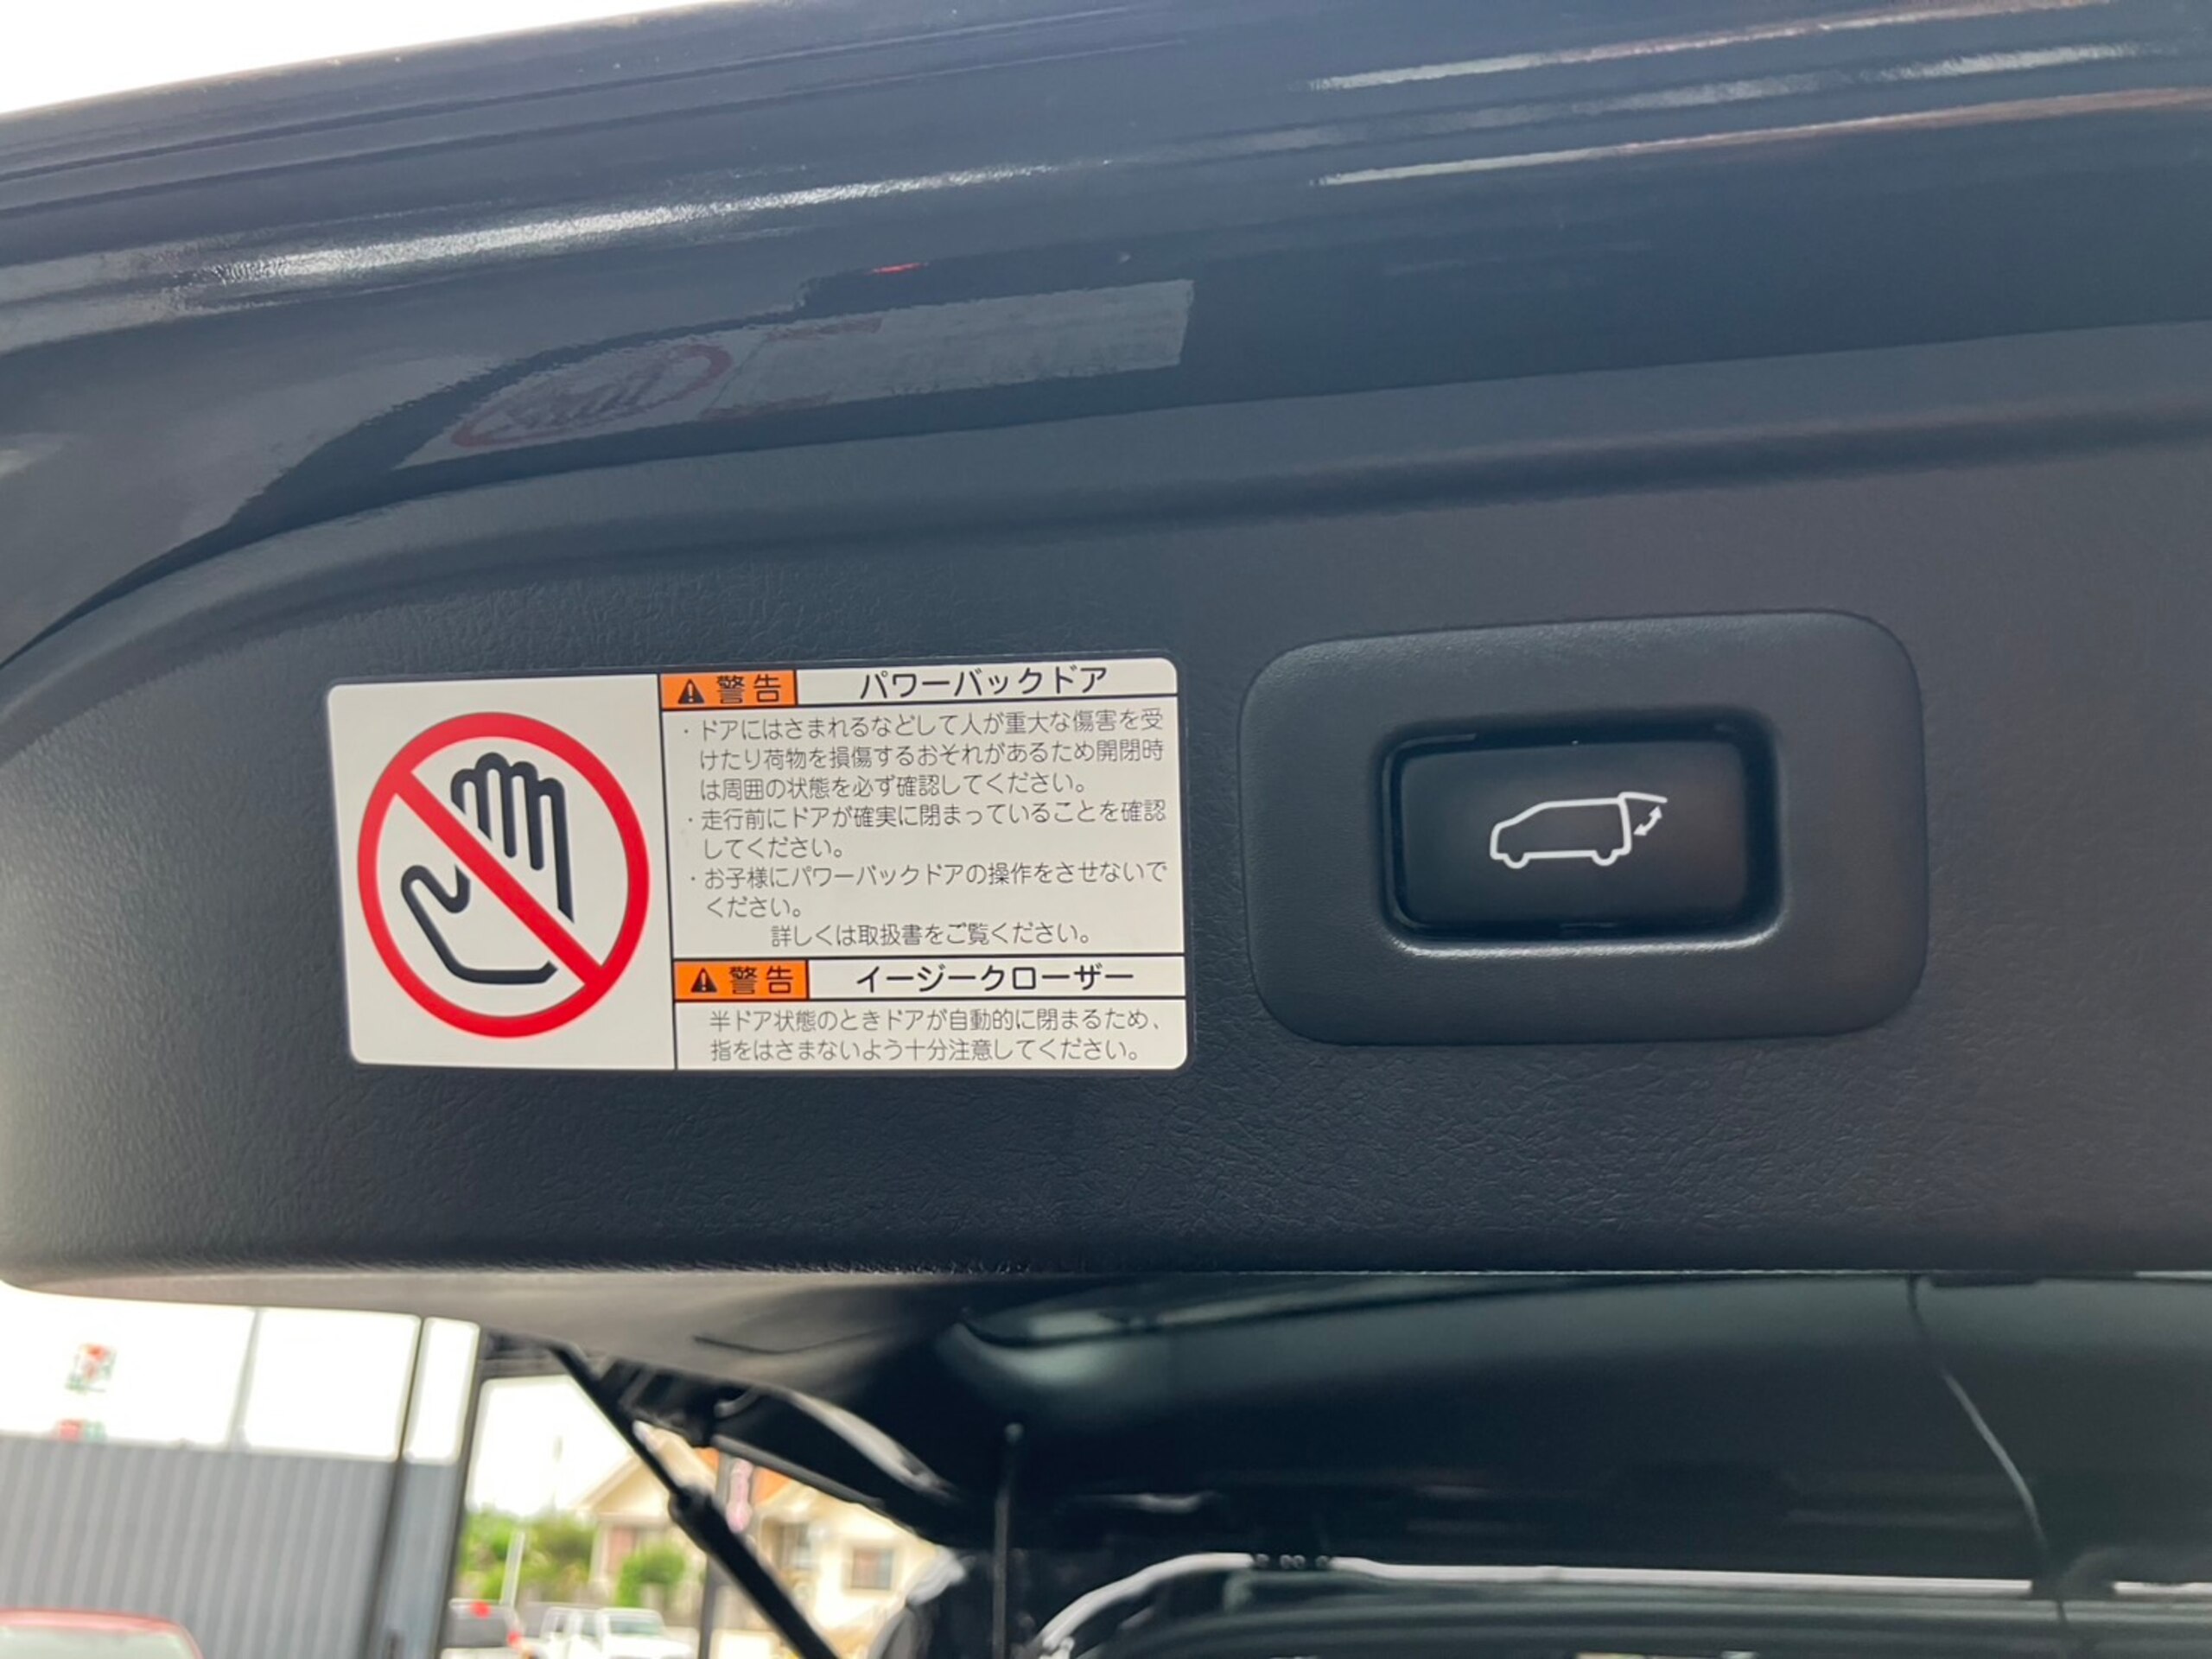 警告 パワーバックドア
・ドアにはさまれるなどして人が重大な傷害を受
けたり荷物を損傷するおそれがあるため開閉時
は周囲の状態を必ず確認してください。
・走行前にドアが確実に閉まっていることを確認
してください。
・お子様にパワーバックドアの操作をさせないで
ください。
詳しくは取扱書をご覧ください。
警告 イージークローザー
半ドア状態のときドアが自動的に閉まるため、
指をはさまないよう十分注意してください。